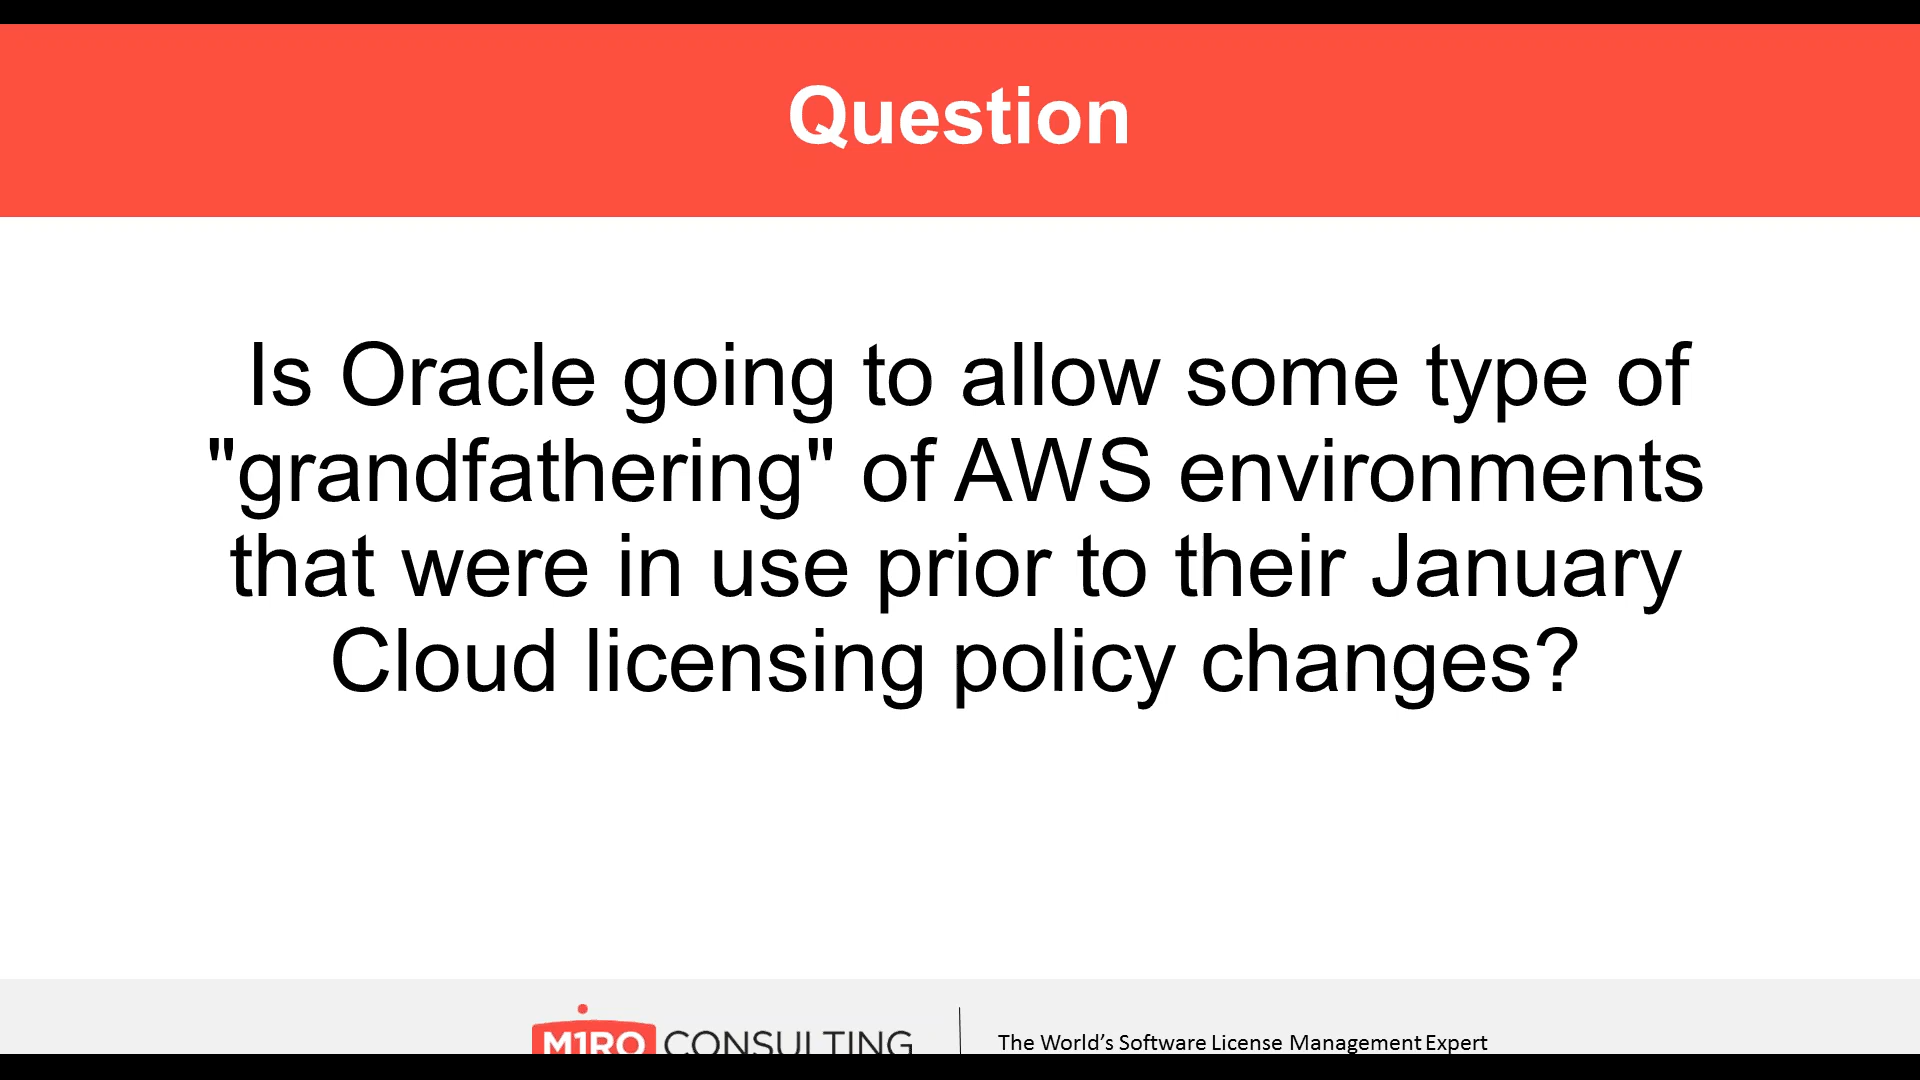 Question
Is Oracle going to allow some type of
"grandfathering" of AWS environments
that were in use prior to their January
Cloud licensing policy changes?
M1RO CONSULTING
The World’s Software License Management Expert